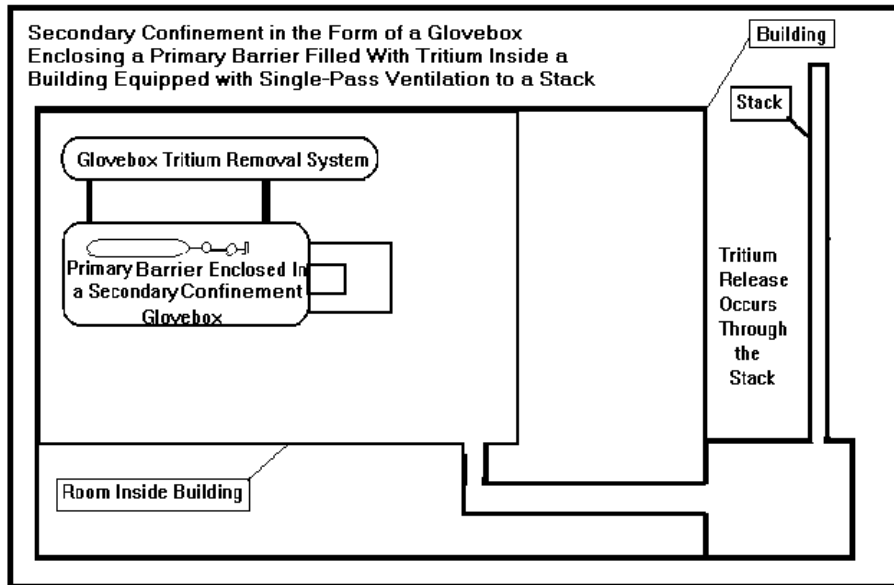 Secondary Confinement in the Form of a Glovebox
Enclosing a Primary Barrier Filled With Tritium Inside a
Building Equipped with Single-Pass Ventilation to a Stack
Building
Stack
Glovebox Tritium Removal System
Primary Barrier Enclosed In
a Secondary Confinement
Glovebox
Tritium
Release
Occurs
Through
the
Stack
Room Inside Building